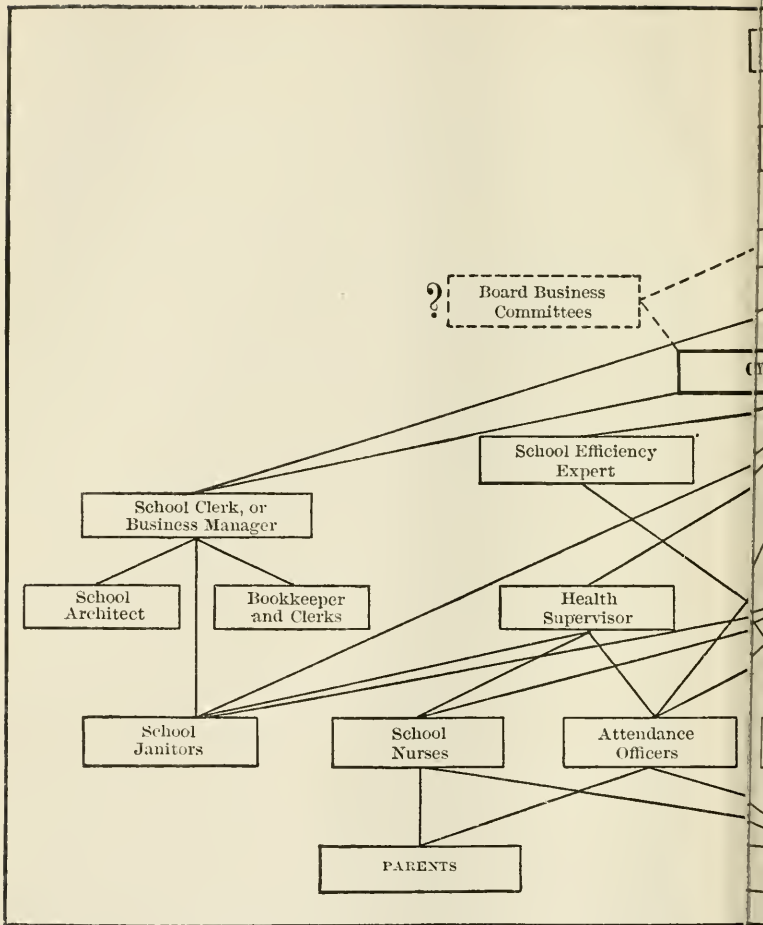 ?
Board Business
Committees
School Efficiency
Expert
School Clerk, or
Business Manager
School
Architect
Bookkeeper
and Clerks
Health
Supervisor
School
Janitors
School
Nurses
Attendance
Officers
PARENTS